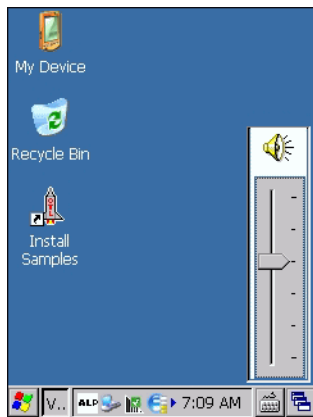 My Device
Recycle Bin
Install
Samples
V..
ALP
7:09 AM